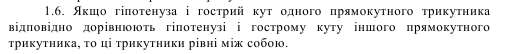 1.6. Якщо гіпотенуза і гострий кут одного прямокутного трикутника
відповідно дорівнюють гіпотенузі і гострому куту іншого прямокутного
трикутника, то ці трикутники рівні між собою.